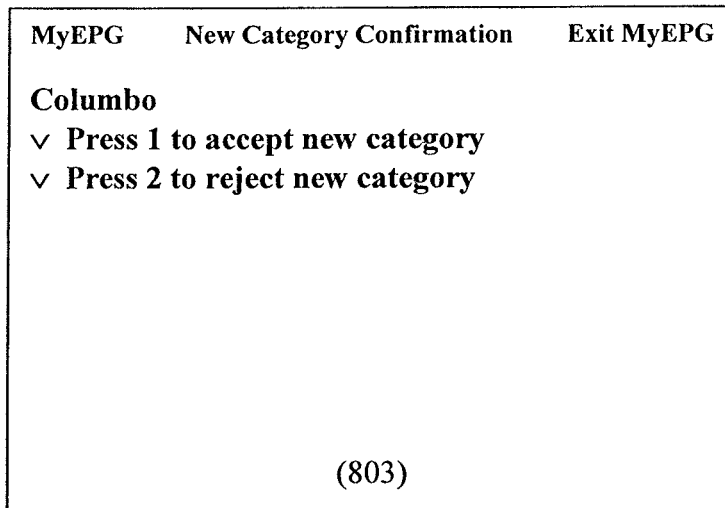 MyEPG New Category Confirmation Exit MyEPG
Columbo
v Press 1 to accept new category
v Press 2 to reject new category
(803)